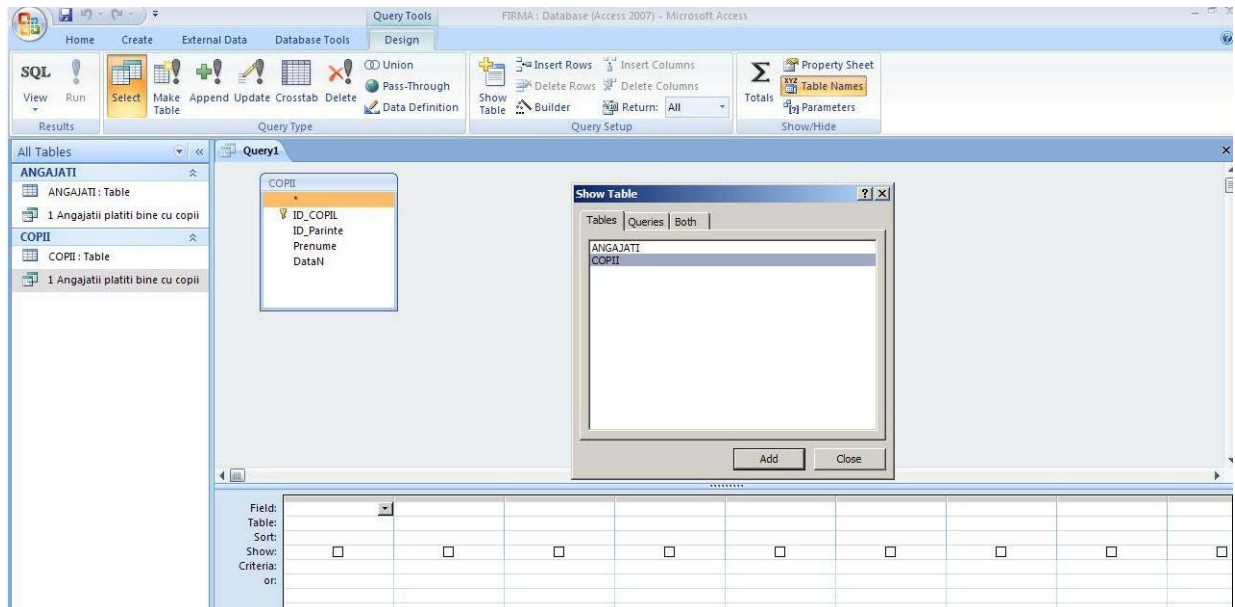 Query Tools
FIRMA : Database (Access 2007) - Microsoft Access
Home Create External Data Database Tools Design
SQL View
Run
Results
Select
Make Table
Append
Update
Crosstab
Delete
Union
Pass-Through
Data Definition
Query Type
Show Table
Insert Rows
Delete Rows
Builder
Insert Columns
Delete Columns
Return: All
Query Setup
Totals
Property Sheet
Table Names
Parameters
Show/Hide
All Tables
ANGAJATI
ANGAJATI : Table
1 Angajatii platiti bine cu copii
COPII
COPII : Table
1 Angajatii platiti bine cu copii
Query1
COPII
*
ID_COPIL
ID_Parinte
Prenume
DataN
Show Table
Tables Queries Both
ANGAJATI
COPII
Add Close
Field:
Table:
Sort:
Show:
Criteria:
or: